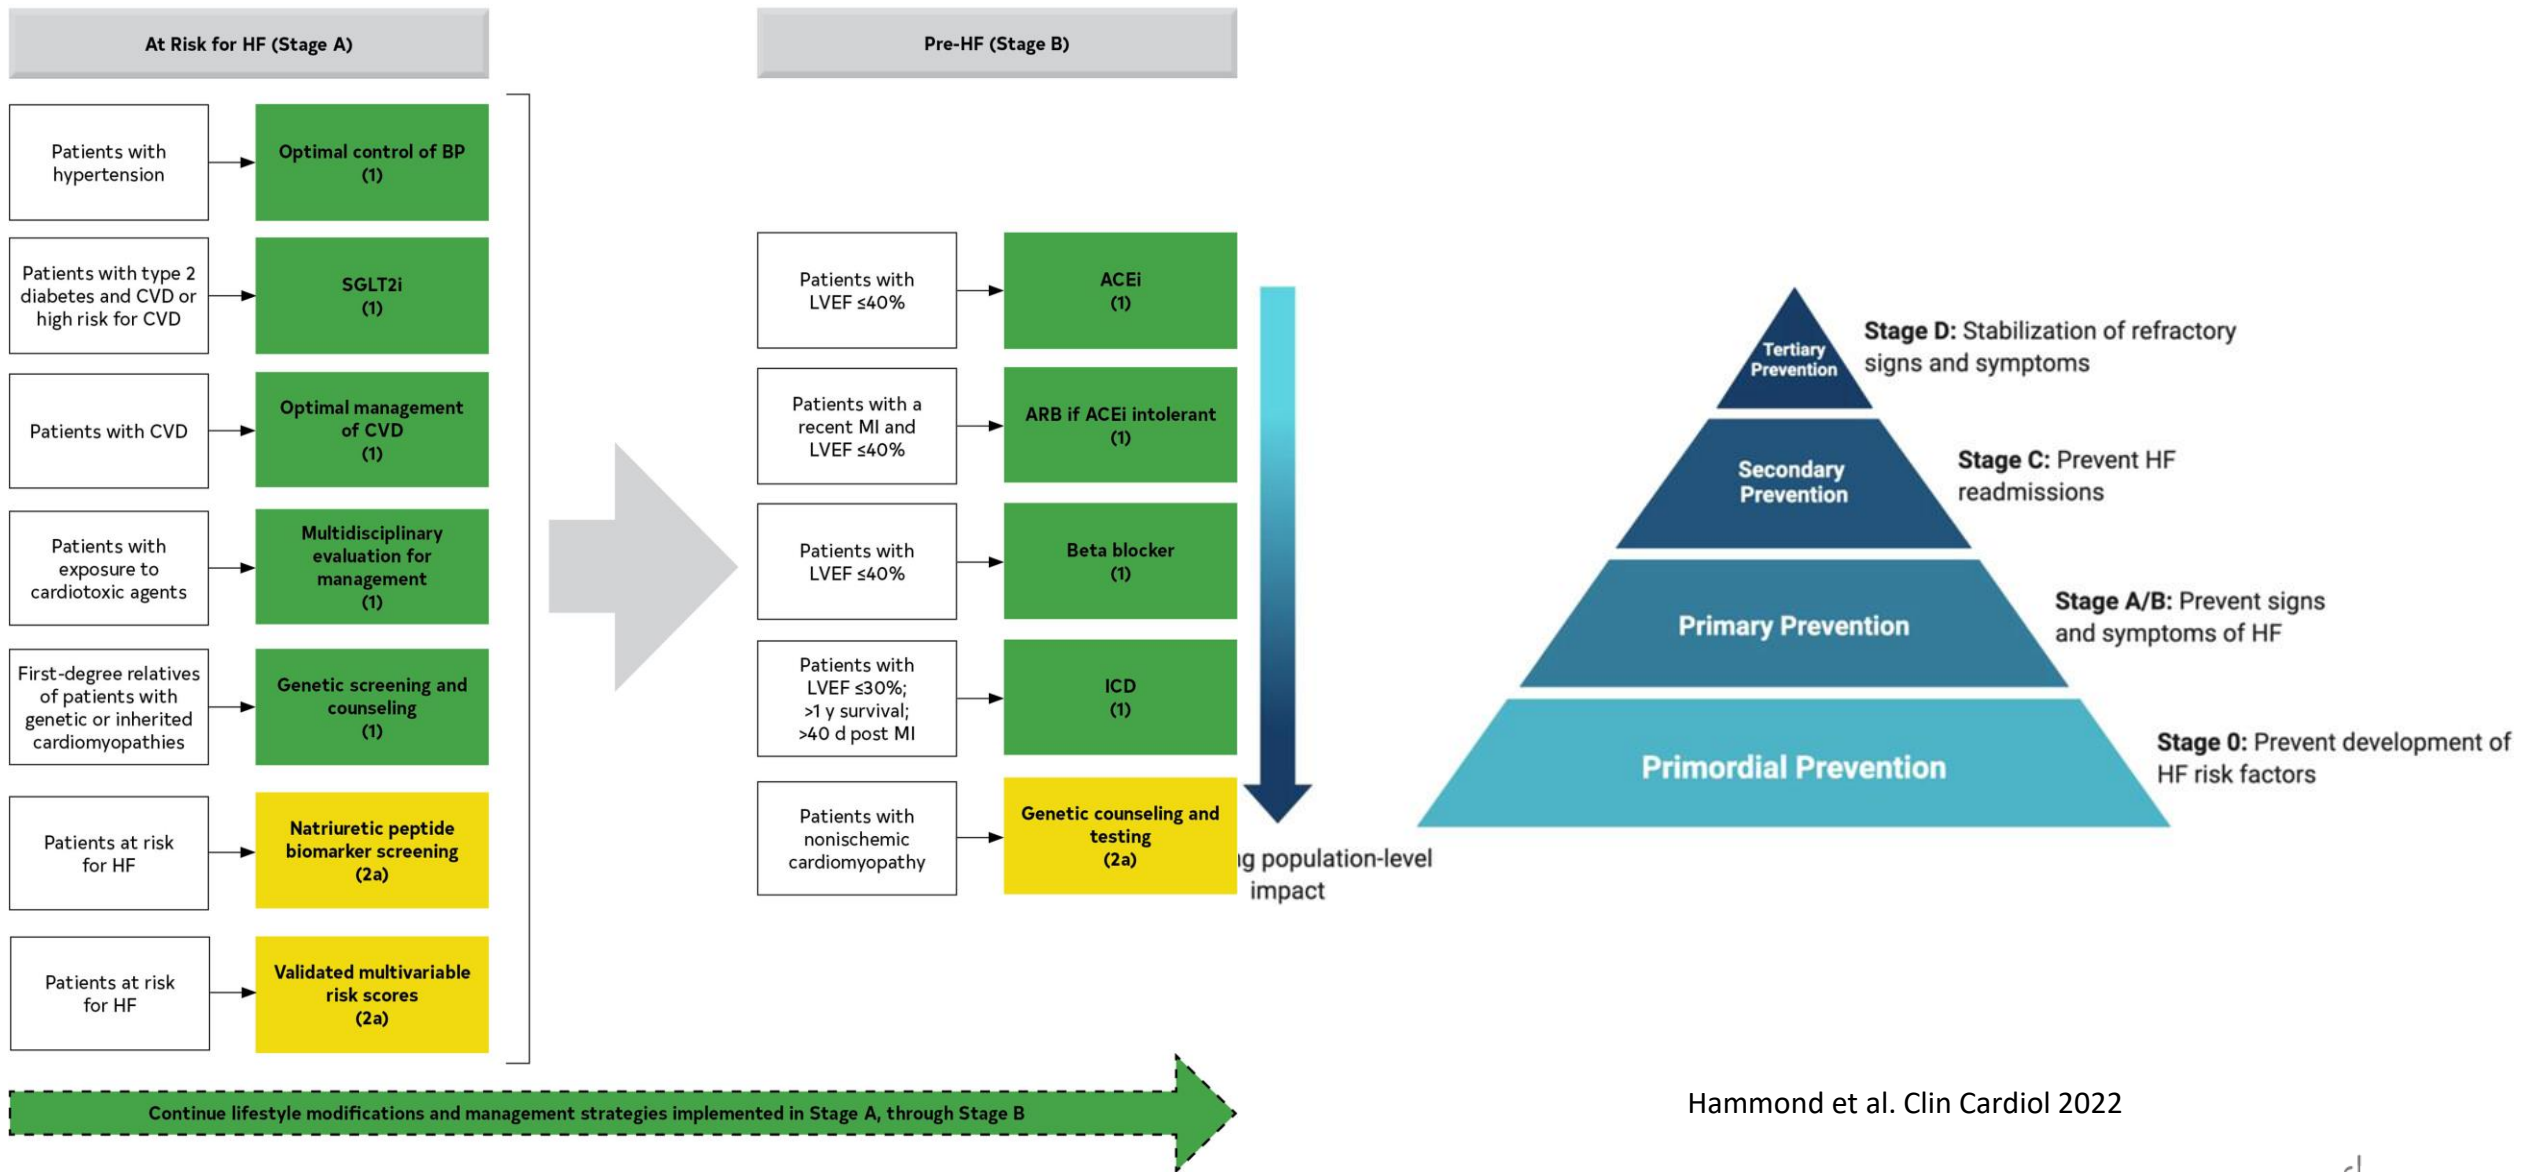 At Risk for HF (Stage A)
Patients with
hypertension
Optimal control of BP
(1)
Patients with type 2
diabetes and CVD or
high risk for CVD
SGLT2i
(1)
Patients with CVD
Optimal management
of CVD
(1)
Patients with
exposure to
cardiotoxic agents
Multidisciplinary
evaluation for
management
(1)
First-degree relatives
of patients with
genetic or inherited
cardiomyopathies
Genetic screening and
counseling
(1)
Patients at risk
for HF
Natriuretic peptide
biomarker screening
(2a)
Patients at risk
for HF
Validated multivariable
risk scores
(2a)
Pre-HF (Stage B)
Patients with
LVEF ≤40%
ACEi
(1)
Patients with a
recent MI and
LVEF ≤40%
ARB if ACEi intolerant
(1)
Patients with
LVEF ≤40%
Beta blocker
(1)
Patients with
LVEF ≤30%;
>1 y survival;
>40 d post MI
ICD
(1)
Patients with
nonischemic
cardiomyopathy
Genetic counseling and
testing
(2a)
Continue lifestyle modifications and management strategies implemented in Stage A, through Stage B
population-level
impact
Tertiary
Prevention
Stage D: Stabilization of refractory
signs and symptoms
Secondary
Prevention
Stage C: Prevent HF
readmissions
Primary Prevention
Stage A/B: Prevent signs
and symptoms of HF
Primordial Prevention
Stage 0: Prevent development of
HF risk factors
Hammond et al. Clin Cardiol 2022